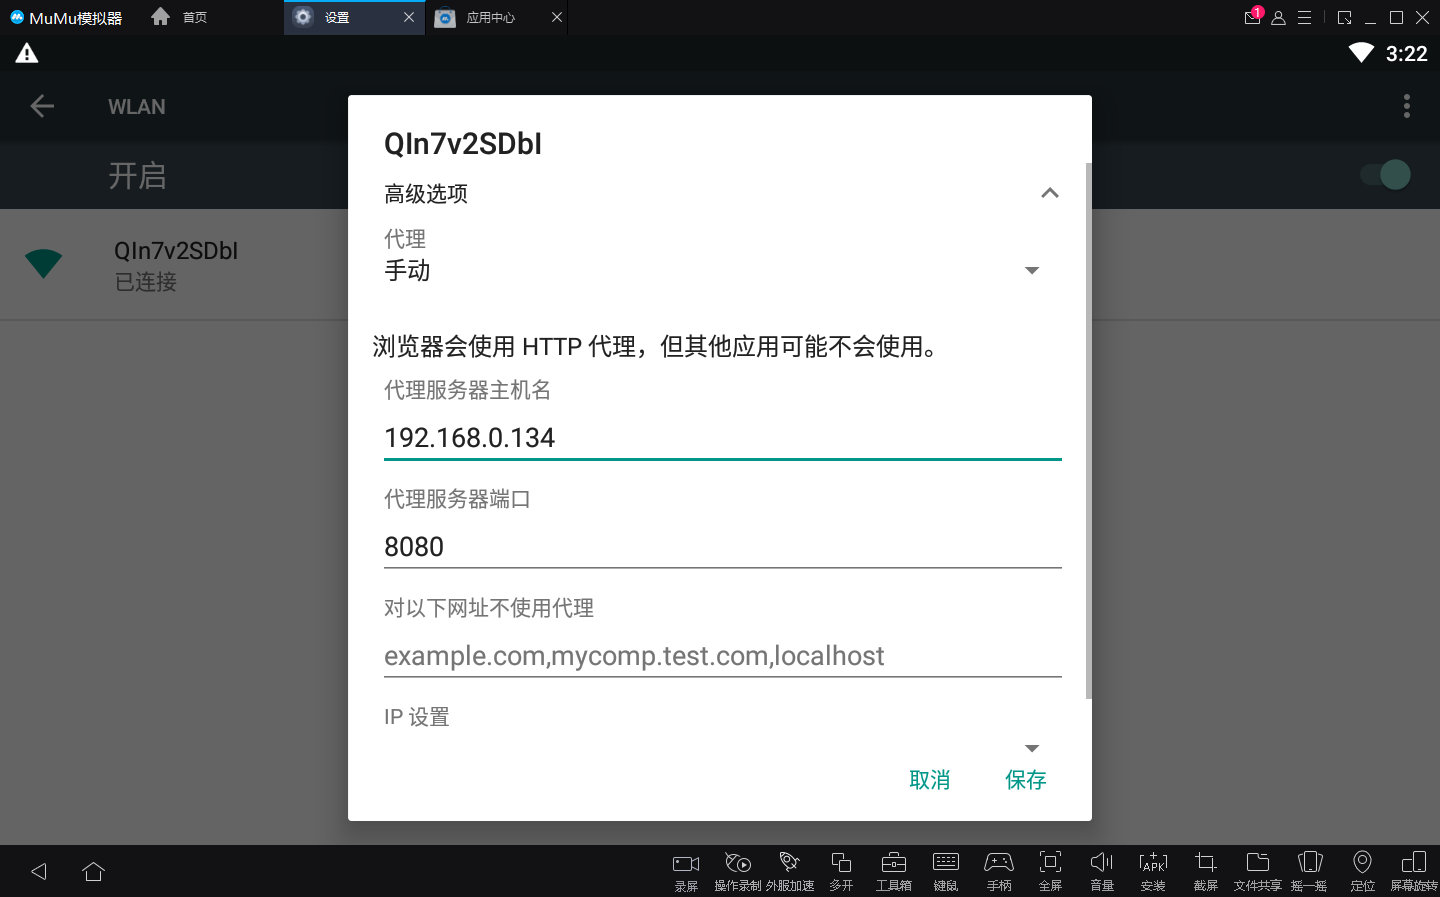 MuMu模拟器
首页
设置
应用中心
1
3:22
WLAN
开启
QIn7v2SDbI
已连接
QIn7v2SDbI
高级选项
代理
手动
浏览器会使用 HTTP 代理，但其他应用可能不会使用。
代理服务器主机名
192.168.0.134
代理服务器端口
8080
对以下网址不使用代理
example.com,mycomp.test.com,localhost
IP 设置
取消
保存
录屏
操作录制
外服加速
多开
工具箱
键鼠
手柄
全屏
音量
APK
安装
截屏
文件共享
摇一摇
定位
屏幕旋转